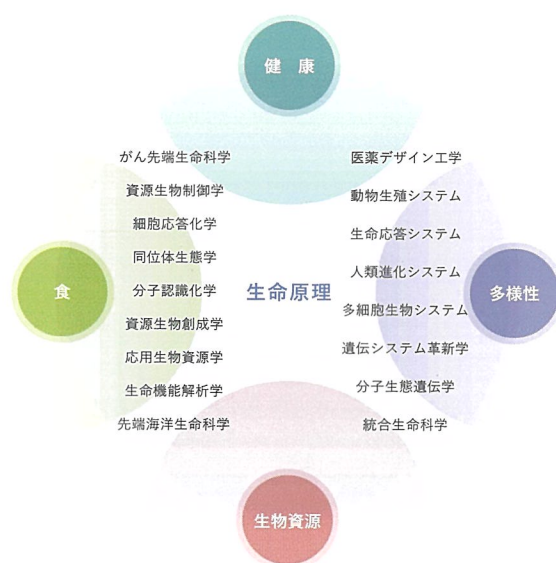 健 康
がん先端生命科学
資源生物制御学
細胞応答化学
同位体生態学
分子認識化学
資源生物創成学
応用生物資源学
生命機能解析学
先端海洋生命科学
医薬デザイン工学
動物生殖システム
生命応答システム
人類進化システム
多細胞生物システム
遺伝システム革新学
分子生態遺伝学
統合生命科学
食
生命原理
多様性
生物資源